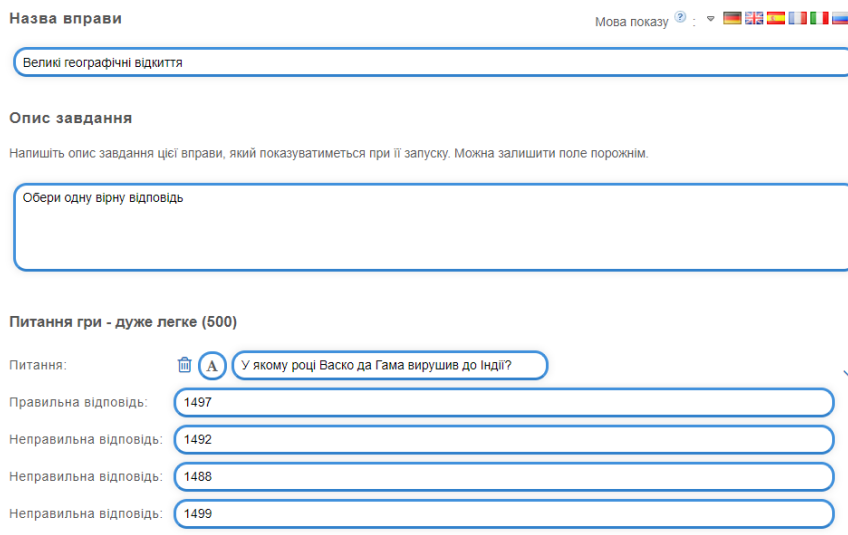 Назва вправи
Мова показу ? :
Великі географічні відкиття
Опис завдання
Напишіть опис завдання цієї вправи, який показуватиметься при її запуску. Можна залишити поле порожнім.
Обери одну вірну відповідь
Питання гри - дуже легке (500)
Питання: A У якому році Васко да Гама вирушив до Індії?
Правильна відповідь: 1497
Неправильна відповідь: 1492
Неправильна відповідь: 1488
Неправильна відповідь: 1499